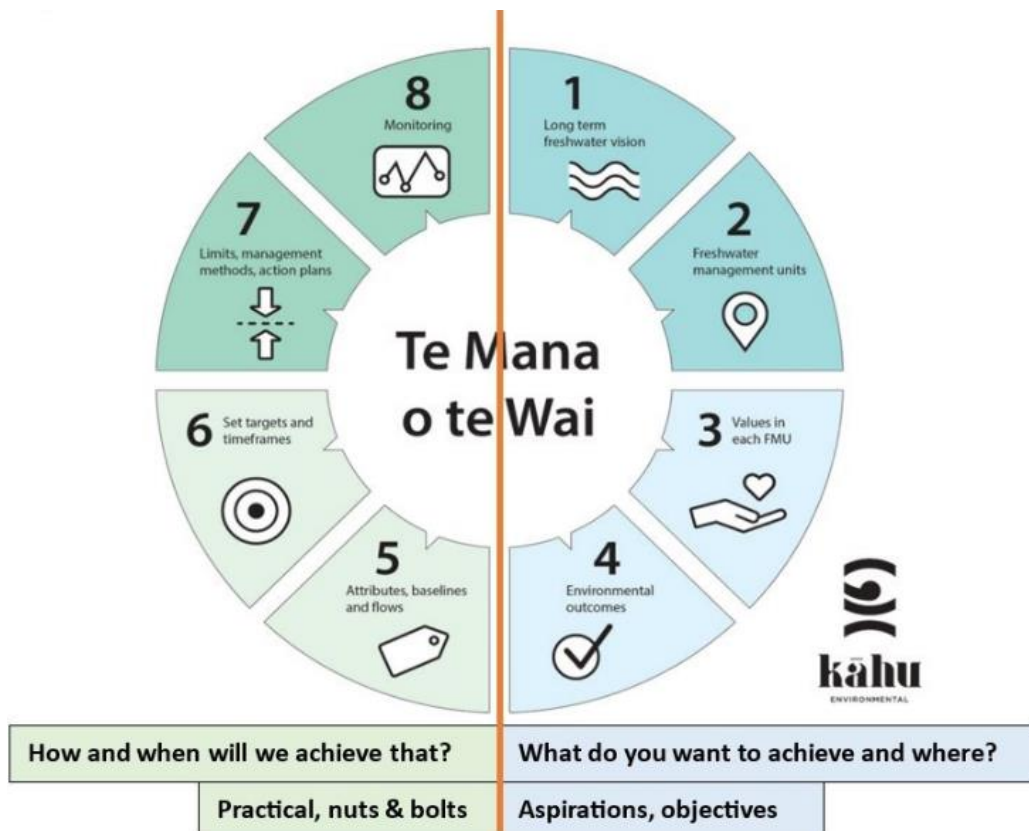 1
Long term
freshwater vision
2
Freshwater
management units
3
Values in
each FMU
4
Environmental
outcomes
5
Attributes, baselines
and flows
6
Set targets and
timeframes
7
Limits, management
methods, action plans
8
Monitoring
Te Mana
o te Wai
kāhu
ENVIRONMENTAL
How and when will we achieve that?
What do you want to achieve and where?
Practical, nuts & bolts
Aspirations, objectives